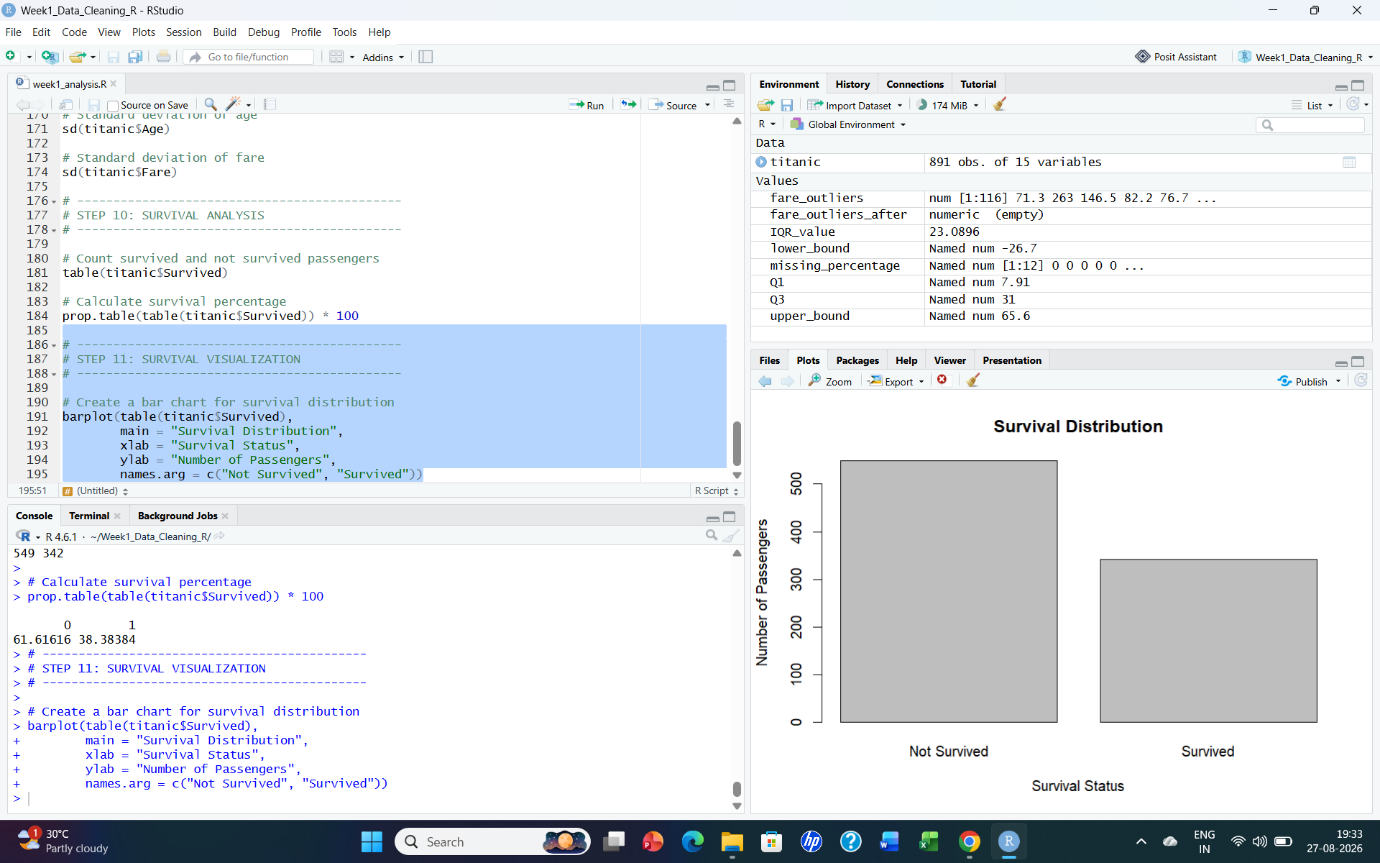 Week1_Data_Cleaning_R - RStudio
File Edit Code View Plots Session Build Debug Profile Tools Help
Go to file/function Addins Posit Assistant Week1_Data_Cleaning_R
week1_analysis.R
Source on Save Run Source
170 # Standard deviation of age
171 sd(titanic$Age)
172
173 # Standard deviation of fare
174 sd(titanic$Fare)
175
176 # ---------------------------------------------
177 # STEP 10: SURVIVAL ANALYSIS
178 # ---------------------------------------------
179
180 # Count survived and not survived passengers
181 table(titanic$Survived)
182
183 # Calculate survival percentage
184 prop.table(table(titanic$Survived)) * 100
185
186 # ---------------------------------------------
187 # STEP 11: SURVIVAL VISUALIZATION
188 # ---------------------------------------------
189
190 # Create a bar chart for survival distribution
191 barplot(table(titanic$Survived),
192 main = "Survival Distribution",
193 xlab = "Survival Status",
194 ylab = "Number of Passengers",
195 names.arg = c("Not Survived", "Survived"))
195:51 # (Untitled) R Script
Console Terminal Background Jobs
R 4.6.1 · ~/Week1_Data_Cleaning_R/
549 342
>
> # Calculate survival percentage
> prop.table(table(titanic$Survived)) * 100
0 1
61.61616 38.38384
> # ---------------------------------------------
> # STEP 11: SURVIVAL VISUALIZATION
> # ---------------------------------------------
>
> # Create a bar chart for survival distribution
> barplot(table(titanic$Survived),
+ main = "Survival Distribution",
+ xlab = "Survival Status",
+ ylab = "Number of Passengers",
+ names.arg = c("Not Survived", "Survived"))
>
Environment History Connections Tutorial
Import Dataset 174 MiB List
R Global Environment
Data
titanic 891 obs. of 15 variables
Values
fare_outliers num [1:116] 71.3 263 146.5 82.2 76.7 ...
fare_outliers_after numeric (empty)
IQR_value 23.0896
lower_bound Named num -26.7
missing_percentage Named num [1:12] 0 0 0 0 0 ...
Q1 Named num 7.91
Q3 Named num 31
upper_bound Named num 65.6
Files Plots Packages Help Viewer Presentation
Zoom Export Publish
Survival Distribution
Number of Passengers
500
400
300
200
100
0
Not Survived Survived
Survival Status
1
30°C
Partly cloudy
Search
ENG
IN
19:33
27-08-2026